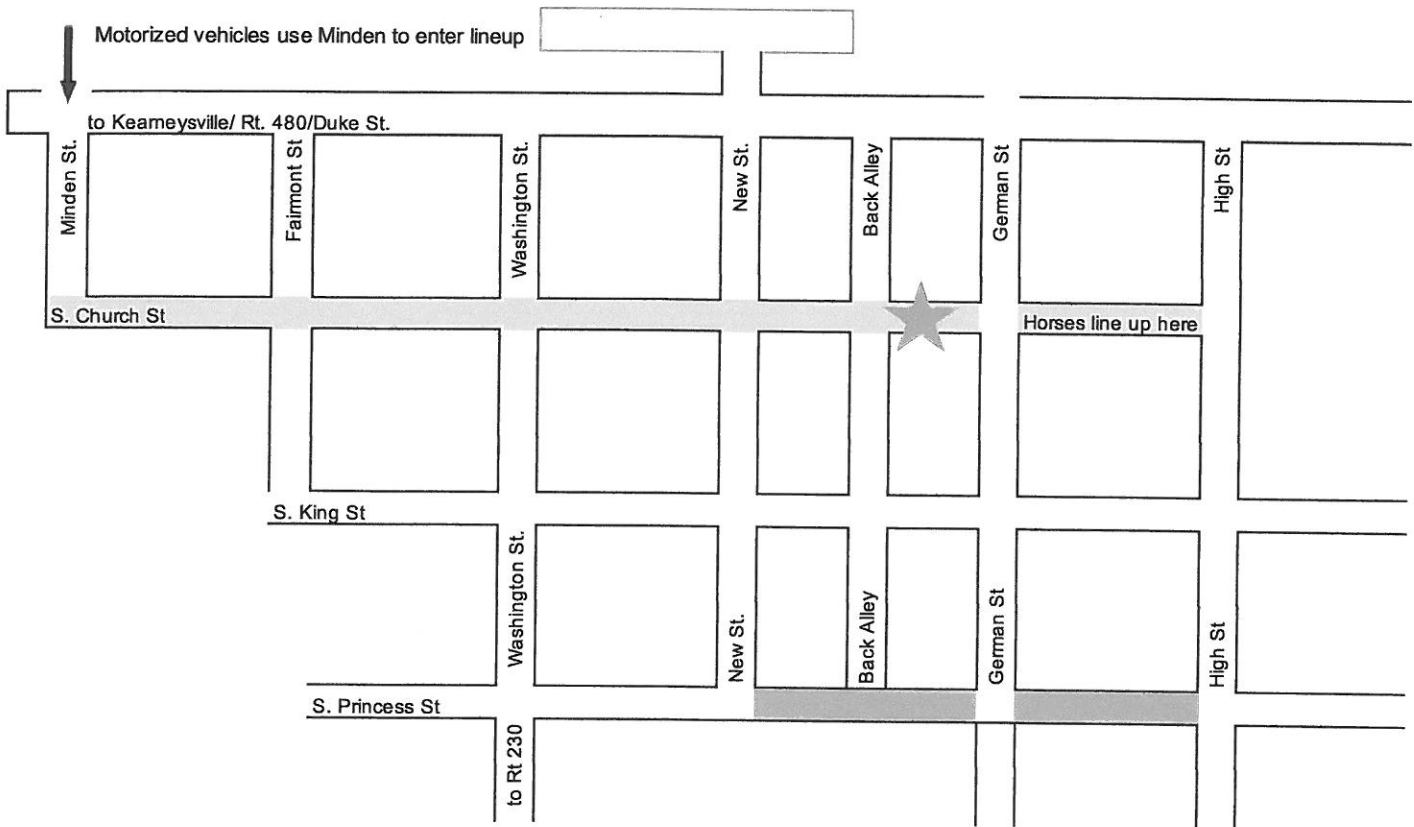 Motorized vehicles use Minden to enter lineup
to Kearneysville/ Rt. 480/Duke St.
Minden St.
Fairmont St
Washington St.
New St.
Back Alley
German St
High St
S. Church St
Horses line up here
S. King St
Washington St.
New St.
Back Alley
German St
High St
S. Princess St
to Rt 230